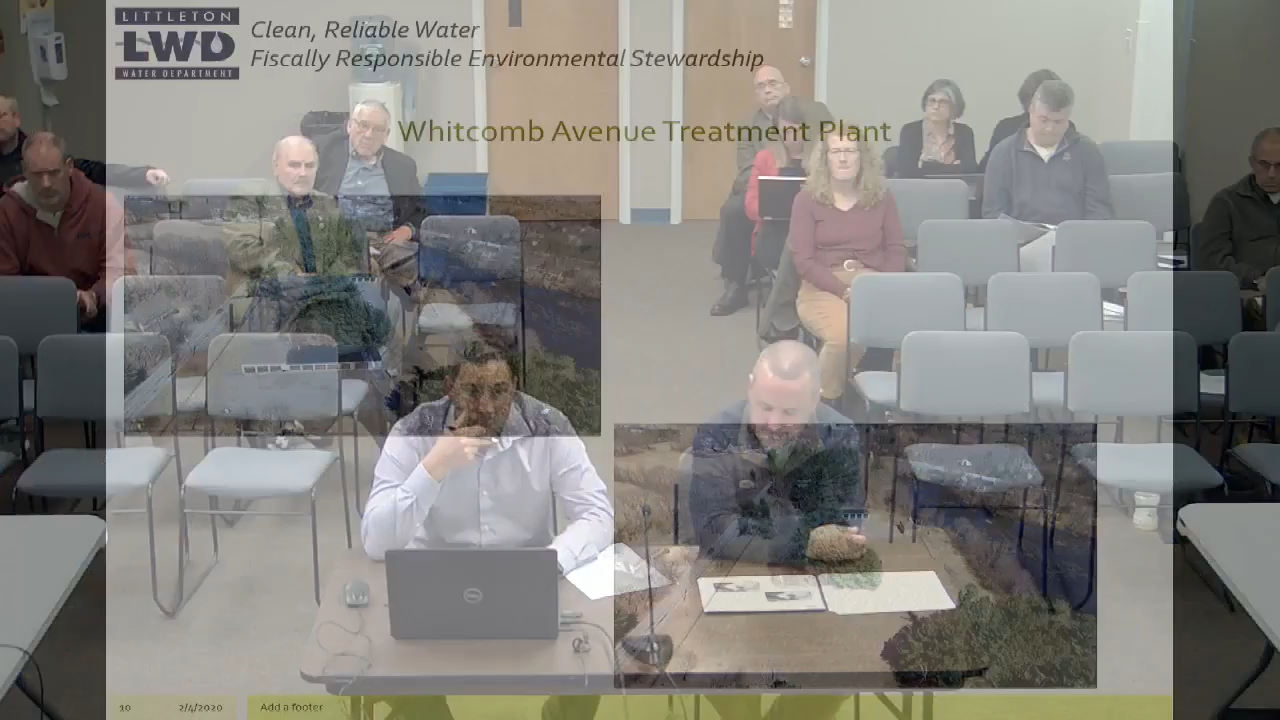 LITTLETON
LWD
WATER DEPARTMENT
Clean, Reliable Water
Fiscally Responsible Environmental Stewardship
Whitcomb Avenue Treatment Plant
DELL
10 2/4/2020 Add a footer